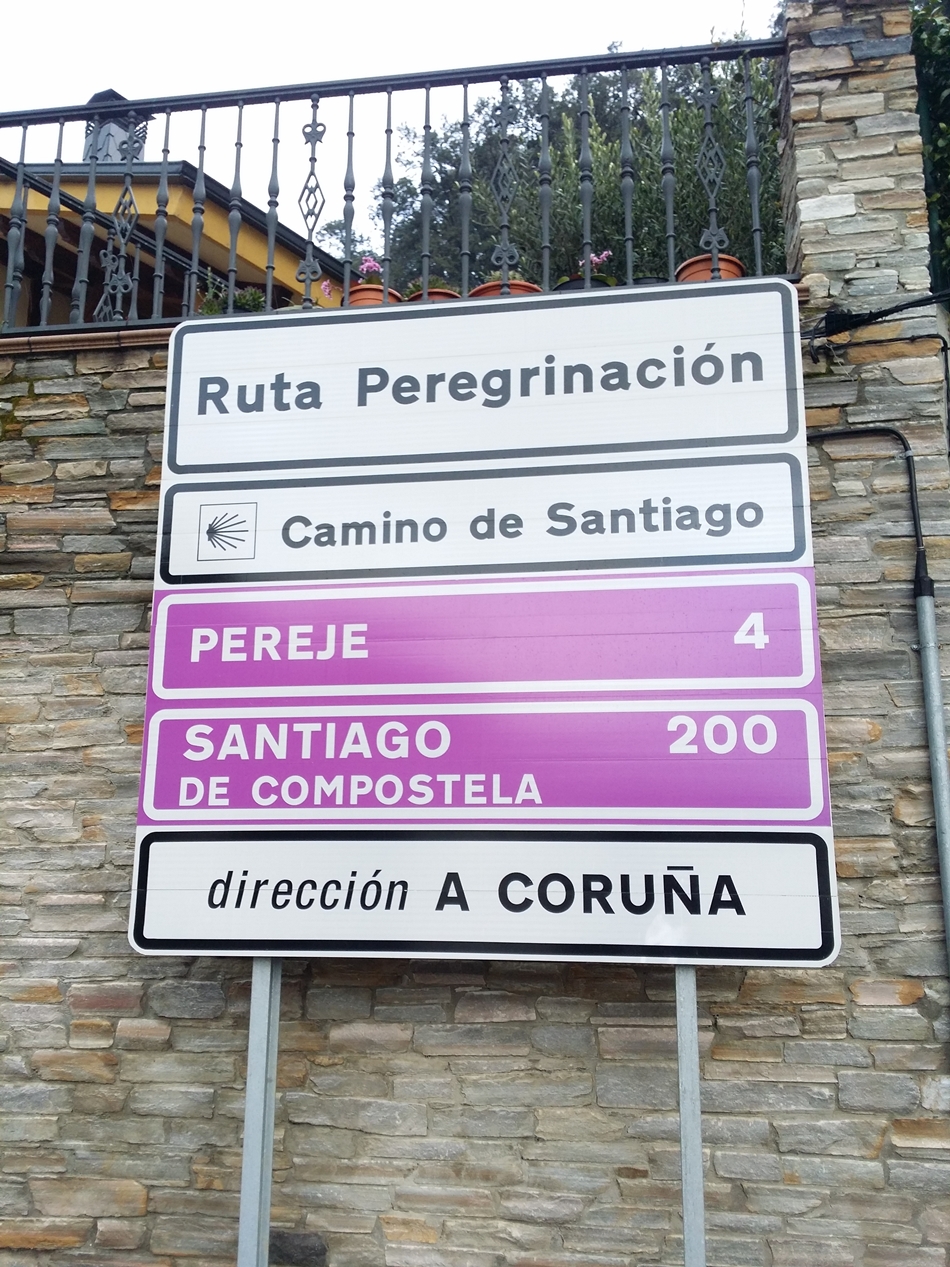 Ruta Peregrinación
Camino de Santiago
PEREJE 4
SANTIAGO 200
DE COMPOSTELA
dirección A CORUÑA